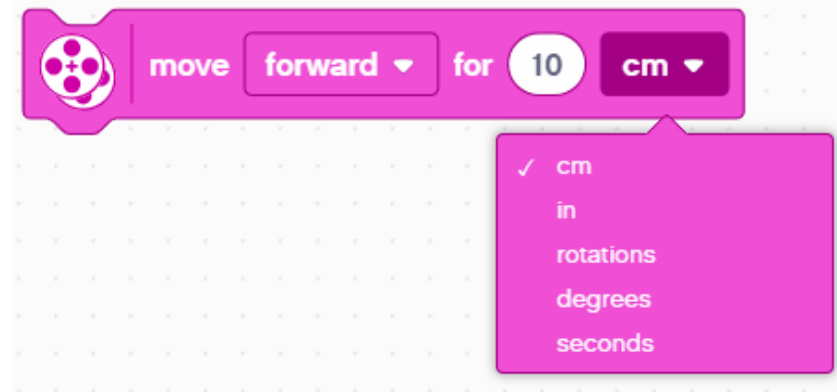 move forward for 10 cm
cm
in
rotations
degrees
seconds